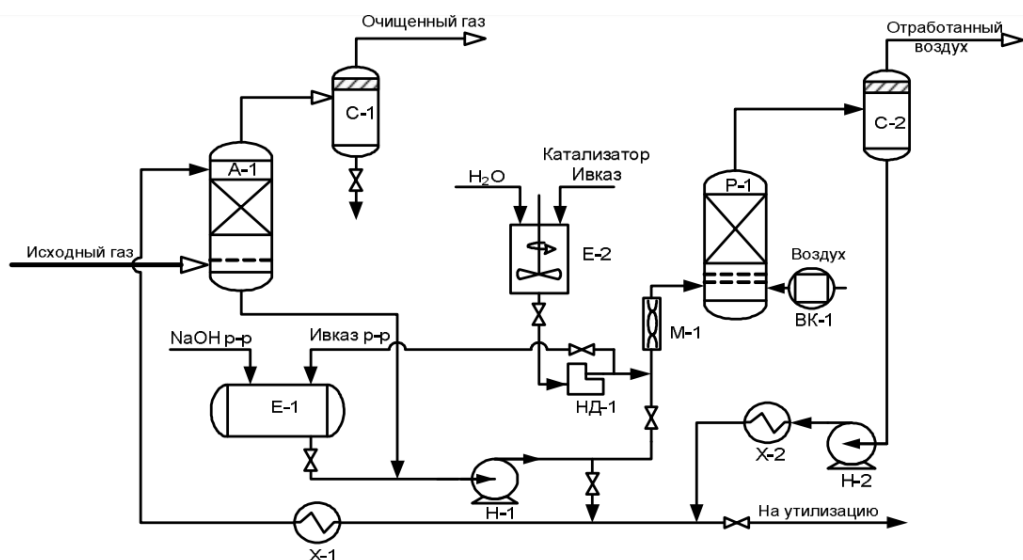 Очищенный газ
Отработанный
воздух
С-1
С-2
А-1
Катализатор
Ивказ
H₂O
Р-1
Исходный газ
Е-2
Воздух
ВК-1
М-1
NaOH р-р
Ивказ р-р
Е-1
НД-1
Х-2
Н-2
Н-1
На утилизацию
Х-1